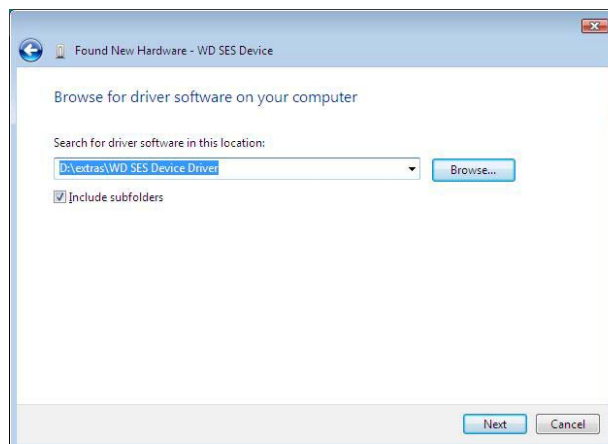 Found New Hardware - WD SES Device
Browse for driver software on your computer
Search for driver software in this location:
D:\extras\WD SES Device Driver
Browse...
Include subfolders
Next
Cancel